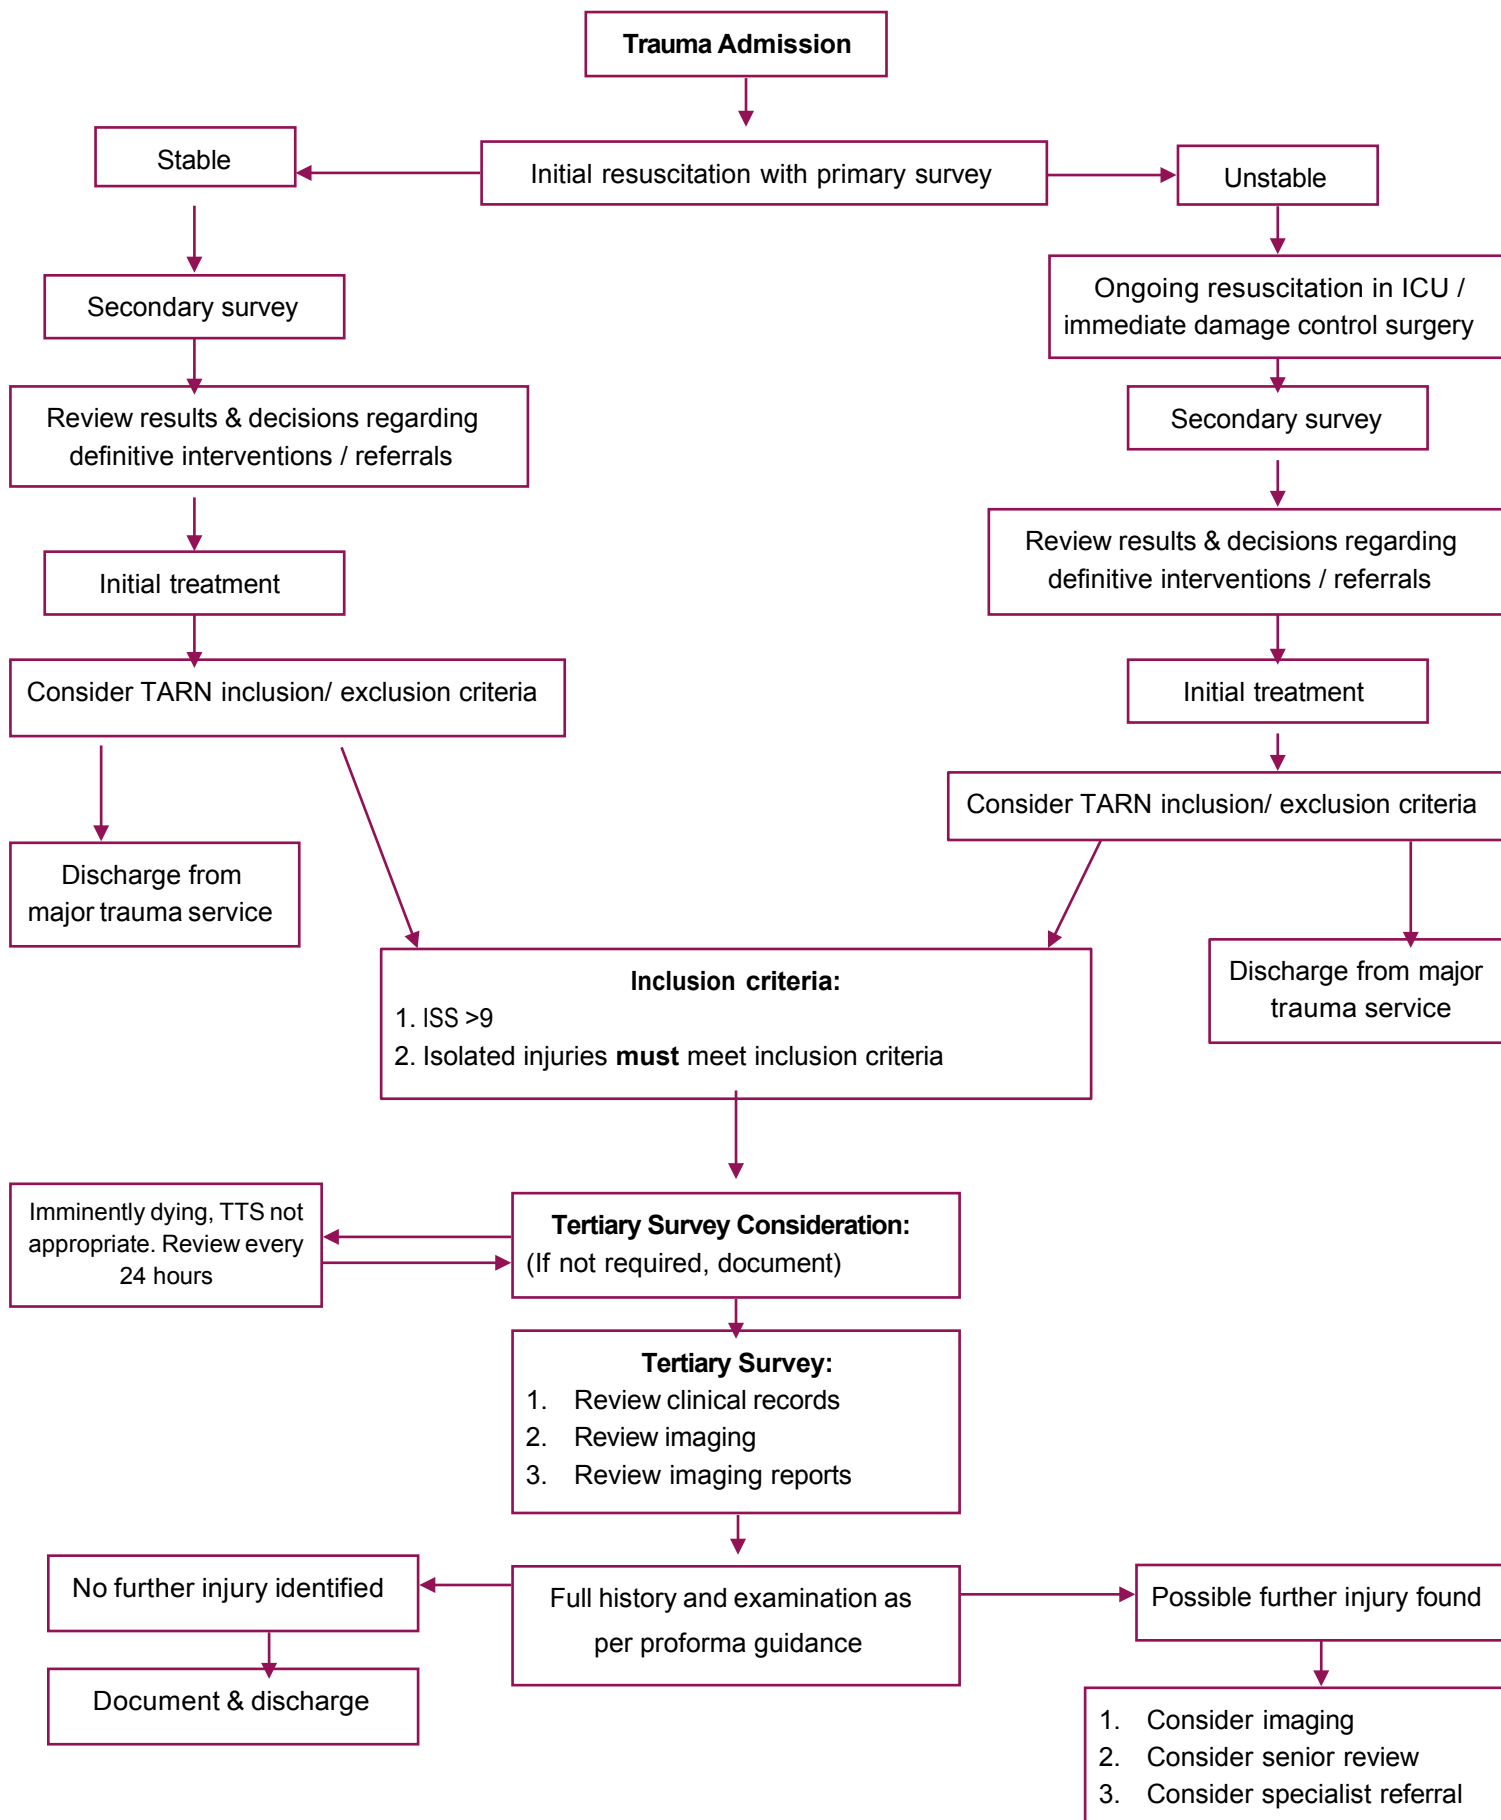 Trauma Admission
Initial resuscitation with primary survey
Stable
Unstable
Secondary survey
Ongoing resuscitation in ICU /
immediate damage control surgery
Review results & decisions regarding
definitive interventions / referrals
Secondary survey
Initial treatment
Review results & decisions regarding
definitive interventions / referrals
Consider TARN inclusion/ exclusion criteria
Initial treatment
Consider TARN inclusion/ exclusion criteria
Discharge from
major trauma service
Discharge from major
trauma service
Inclusion criteria:
1. ISS >9
2. Isolated injuries must meet inclusion criteria
Imminently dying, TTS not
appropriate. Review every
24 hours
Tertiary Survey Consideration:
(If not required, document)
Tertiary Survey:
1. Review clinical records
2. Review imaging
3. Review imaging reports
No further injury identified
Full history and examination as
per proforma guidance
Possible further injury found
Document & discharge
1. Consider imaging
2. Consider senior review
3. Consider specialist referral